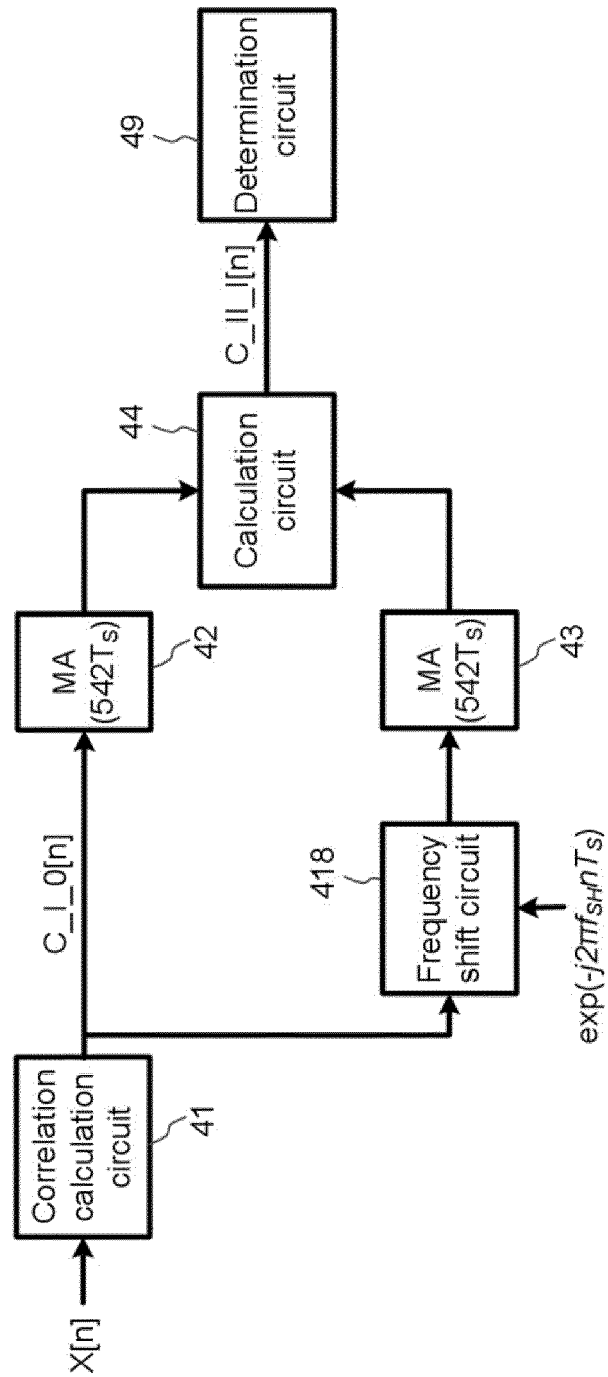 X[n]
Correlation
calculation
circuit
41
C_I_0[n]
MA
(542Ts)
42
Frequency
shift circuit
418
exp(-j2πfSHnTS)
MA
(542Ts)
43
Calculation
circuit
44
C_II_I[n]
Determination
circuit
49